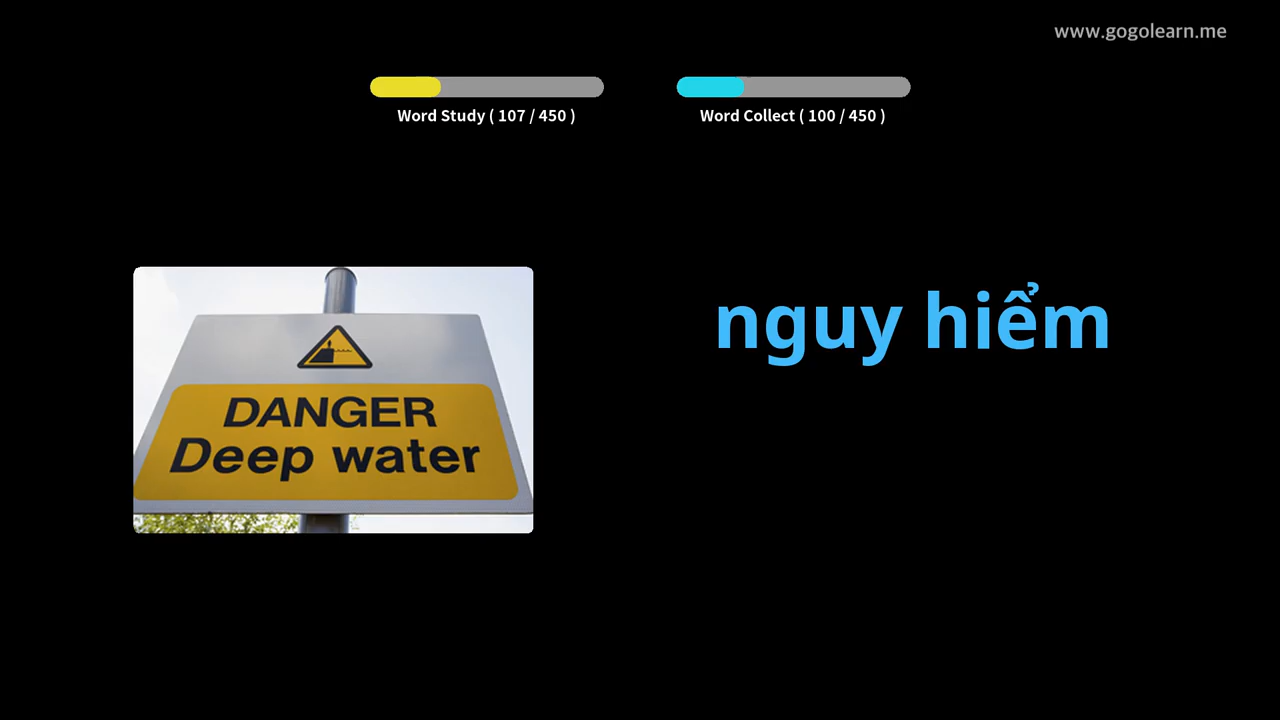 www.gogolearn.me
Word Study ( 107 / 450 )
Word Collect ( 100 / 450 )
DANGER
Deep water
nguy hiểm